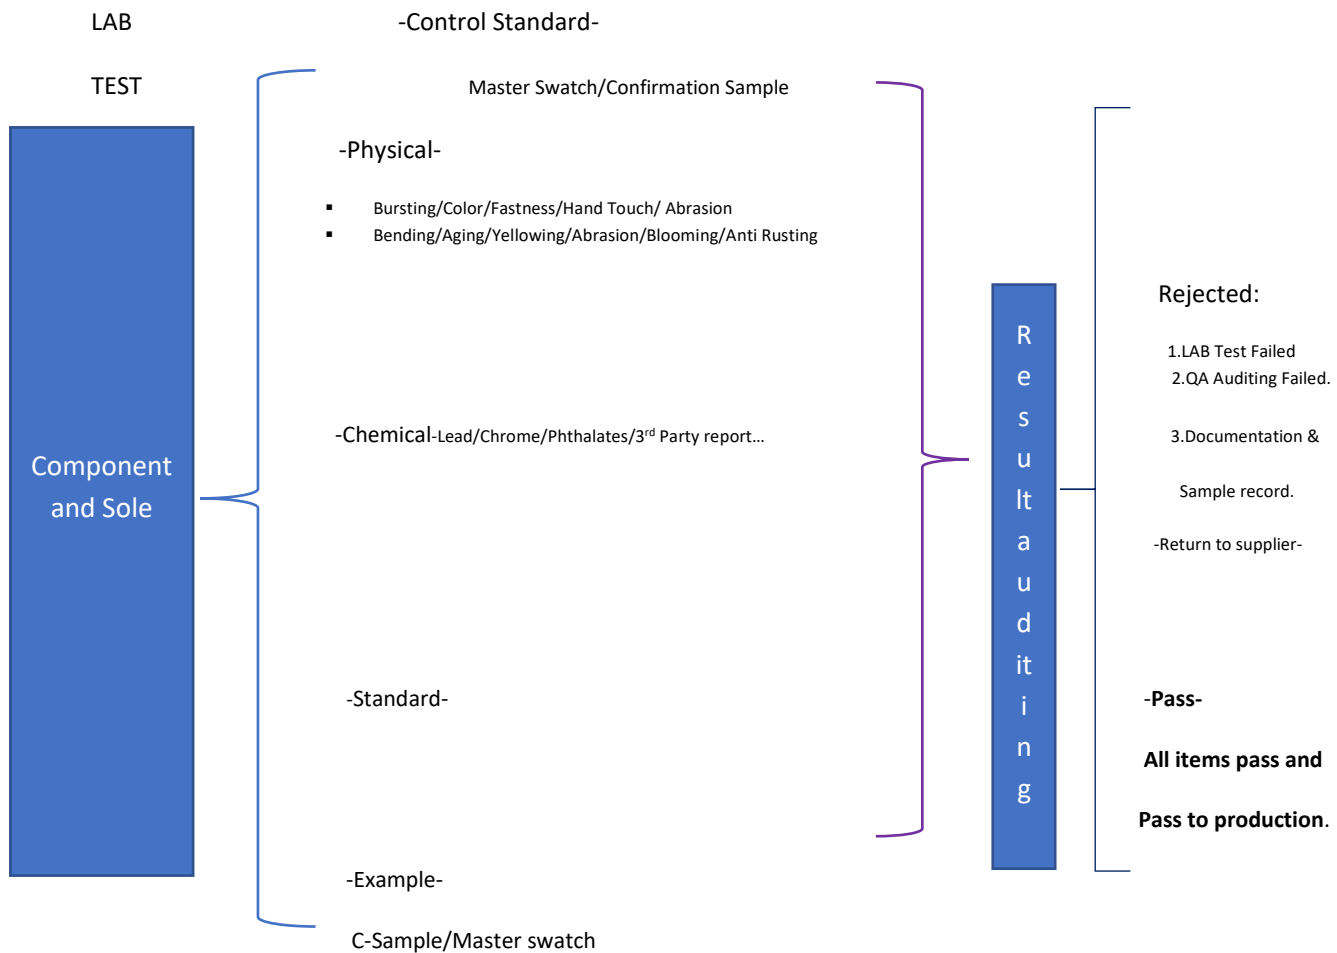 LAB
-Control Standard-
TEST
Master Swatch/Confirmation Sample
-Physical-
▪ Bursting/Color/Fastness/Hand Touch/ Abrasion
▪ Bending/Aging/Yellowing/Abrasion/Blooming/Anti Rusting
-Chemical-Lead/Chrome/Phthalates/3rd Party report…
Component
and Sole
-Standard-
-Example-
C-Sample/Master swatch
R
e
s
u
lt
a
u
d
it
i
n
g
Rejected:
1.LAB Test Failed
2.QA Auditing Failed.
3.Documentation &
Sample record.
-Return to supplier-
-Pass-
All items pass and
Pass to production.